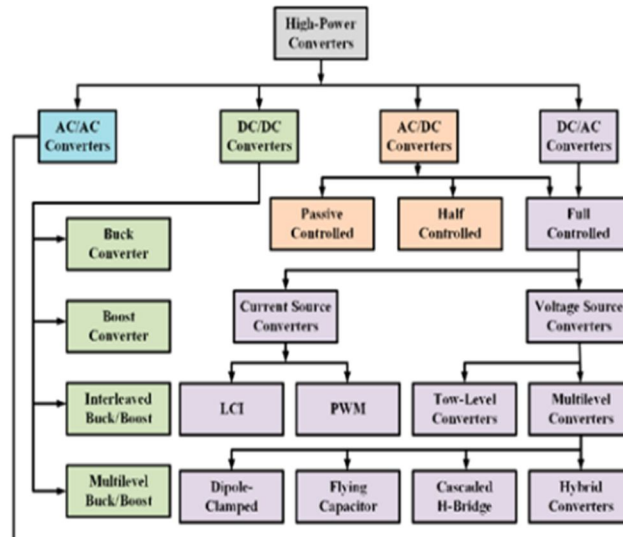 High-Power
Converters
AC/AC
Converters
DC/DC
Converters
AC/DC
Converters
DC/AC
Converters
Passive
Controlled
Half
Controlled
Full
Controlled
Buck
Converter
Current Source
Converters
Voltage Source
Converters
Boost
Converter
Interleaved
Buck/Boost
LCI
PWM
Tow-Level
Converters
Multilevel
Converters
Multilevel
Buck/Boost
Dipole-
Clamped
Flying
Capacitor
Cascaded
H-Bridge
Hybrid
Converters